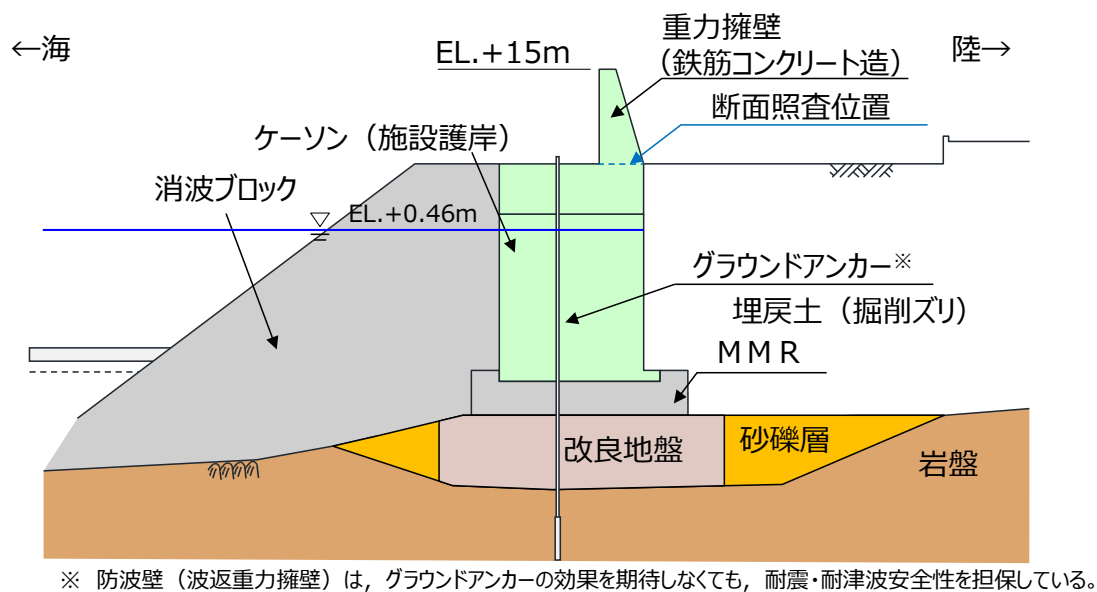 ←海
陸→
重力擁壁
（鉄筋コンクリート造）
EL.+15m
断面照査位置
ケーソン（施設護岸）
消波ブロック
EL.+0.46m
グラウンドアンカー※
埋戻土（掘削ズリ）
ＭＭＲ
改良地盤
砂礫層
岩盤
※ 防波壁（波返重力擁壁）は，グラウンドアンカーの効果を期待しなくても，耐震・耐津波安全性を担保している。